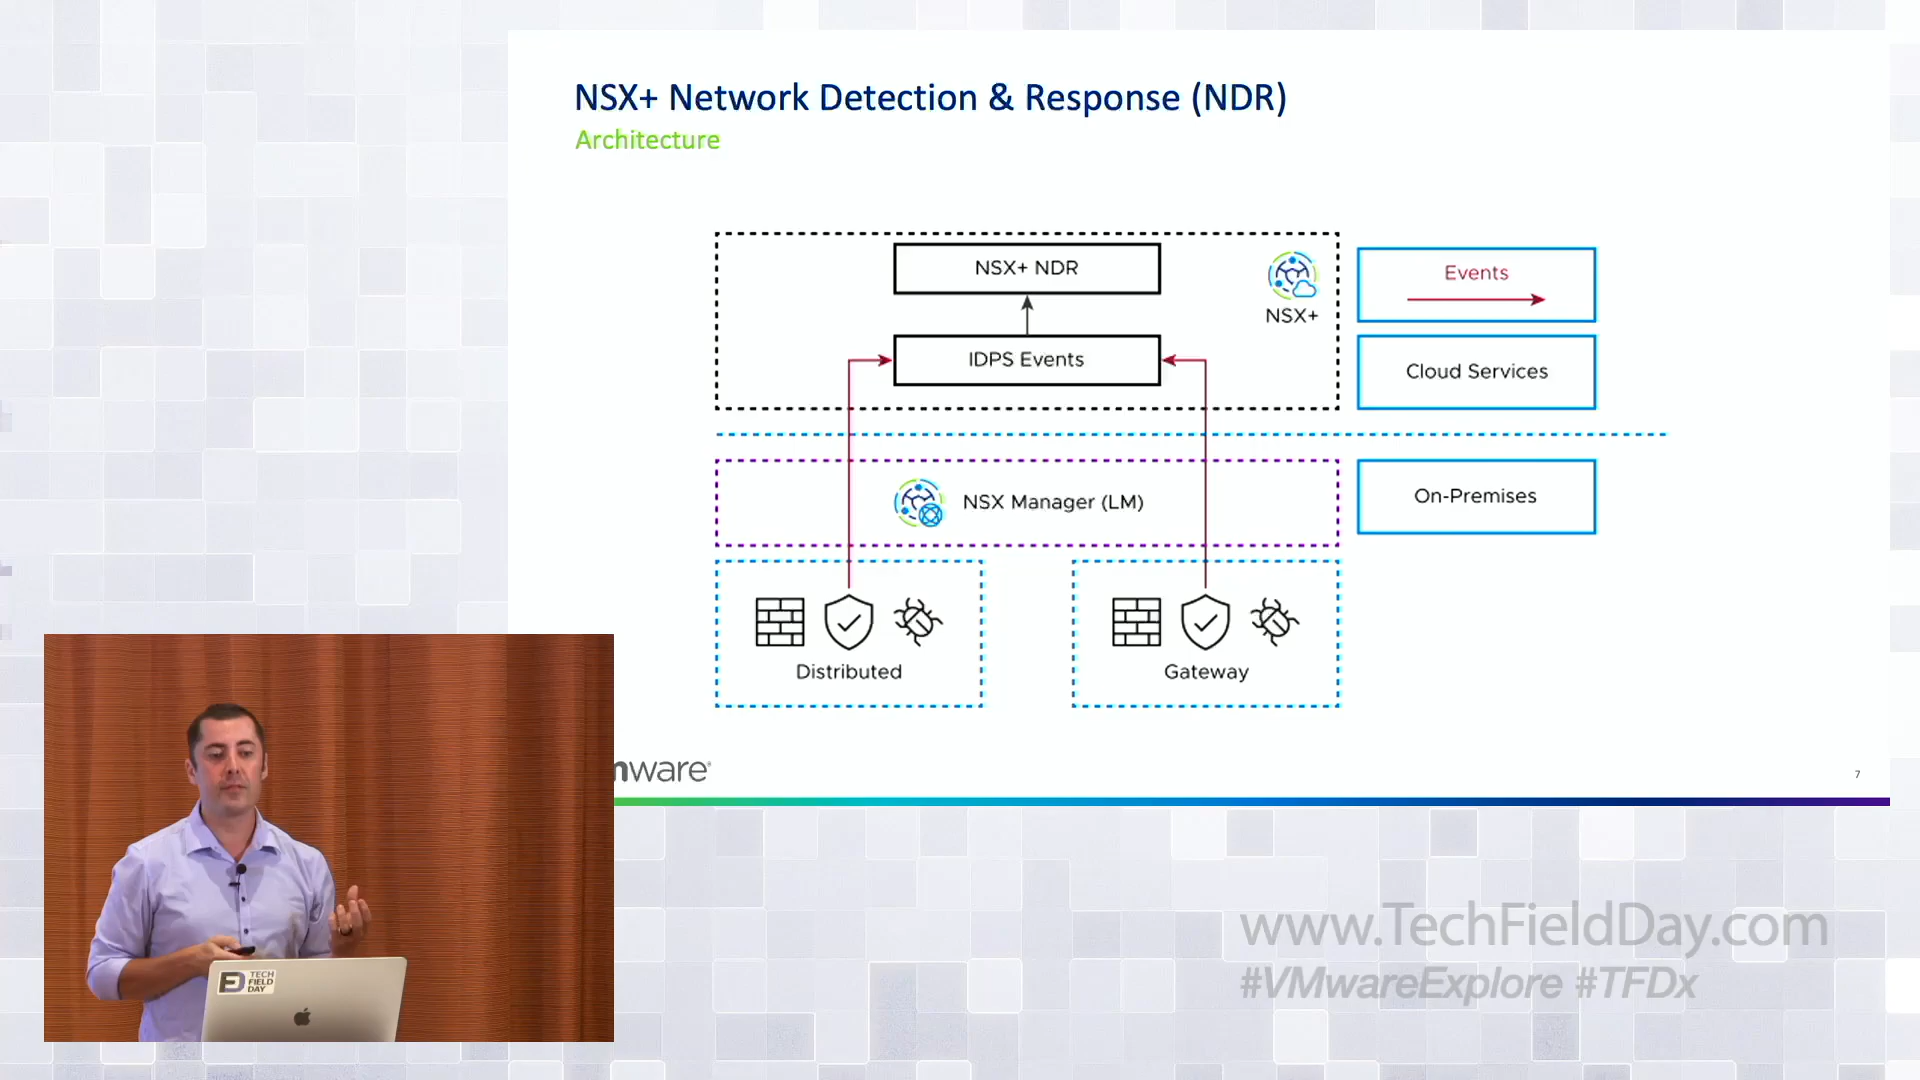 NSX+ Network Detection & Response (NDR)
Architecture
NSX+ NDR
NSX+
IDPS Events
Events
Cloud Services
NSX Manager (LM)
On-Premises
Distributed
Gateway
mware®
7
TECH
FIELD
DAY
www.TechFieldDay.com
#VMwareExplore #TFDx